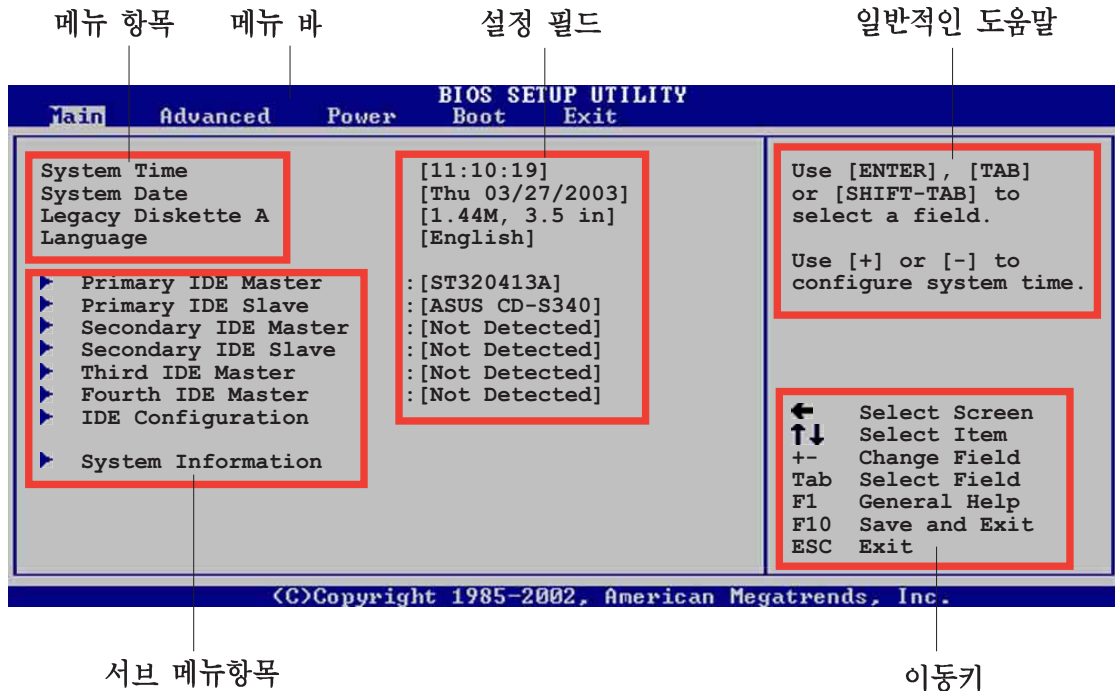 메뉴 항목 메뉴 바 설정 필드 일반적인 도움말
BIOS SETUP UTILITY
Main Advanced Power Boot Exit
System Time [11:10:19]
System Date [Thu 03/27/2003]
Legacy Diskette A [1.44M, 3.5 in]
Language [English]
Primary IDE Master :[ST320413A]
Primary IDE Slave :[ASUS CD-S340]
Secondary IDE Master :[Not Detected]
Secondary IDE Slave :[Not Detected]
Third IDE Master :[Not Detected]
Fourth IDE Master :[Not Detected]
IDE Configuration
System Information
Use [ENTER], [TAB]
or [SHIFT-TAB] to
select a field.
Use [+] or [-] to
configure system time.
← Select Screen
↑↓ Select Item
+- Change Field
Tab Select Field
F1 General Help
F10 Save and Exit
ESC Exit
(C)Copyright 1985-2002, American Megatrends, Inc.
서브 메뉴항목 이동키